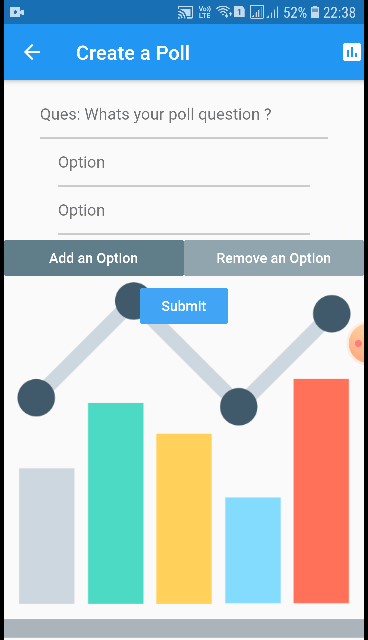 Vo) LTE 1 52% 22:38
Create a Poll
Ques: Whats your poll question ?
Option
Option
Add an Option Remove an Option
Submit